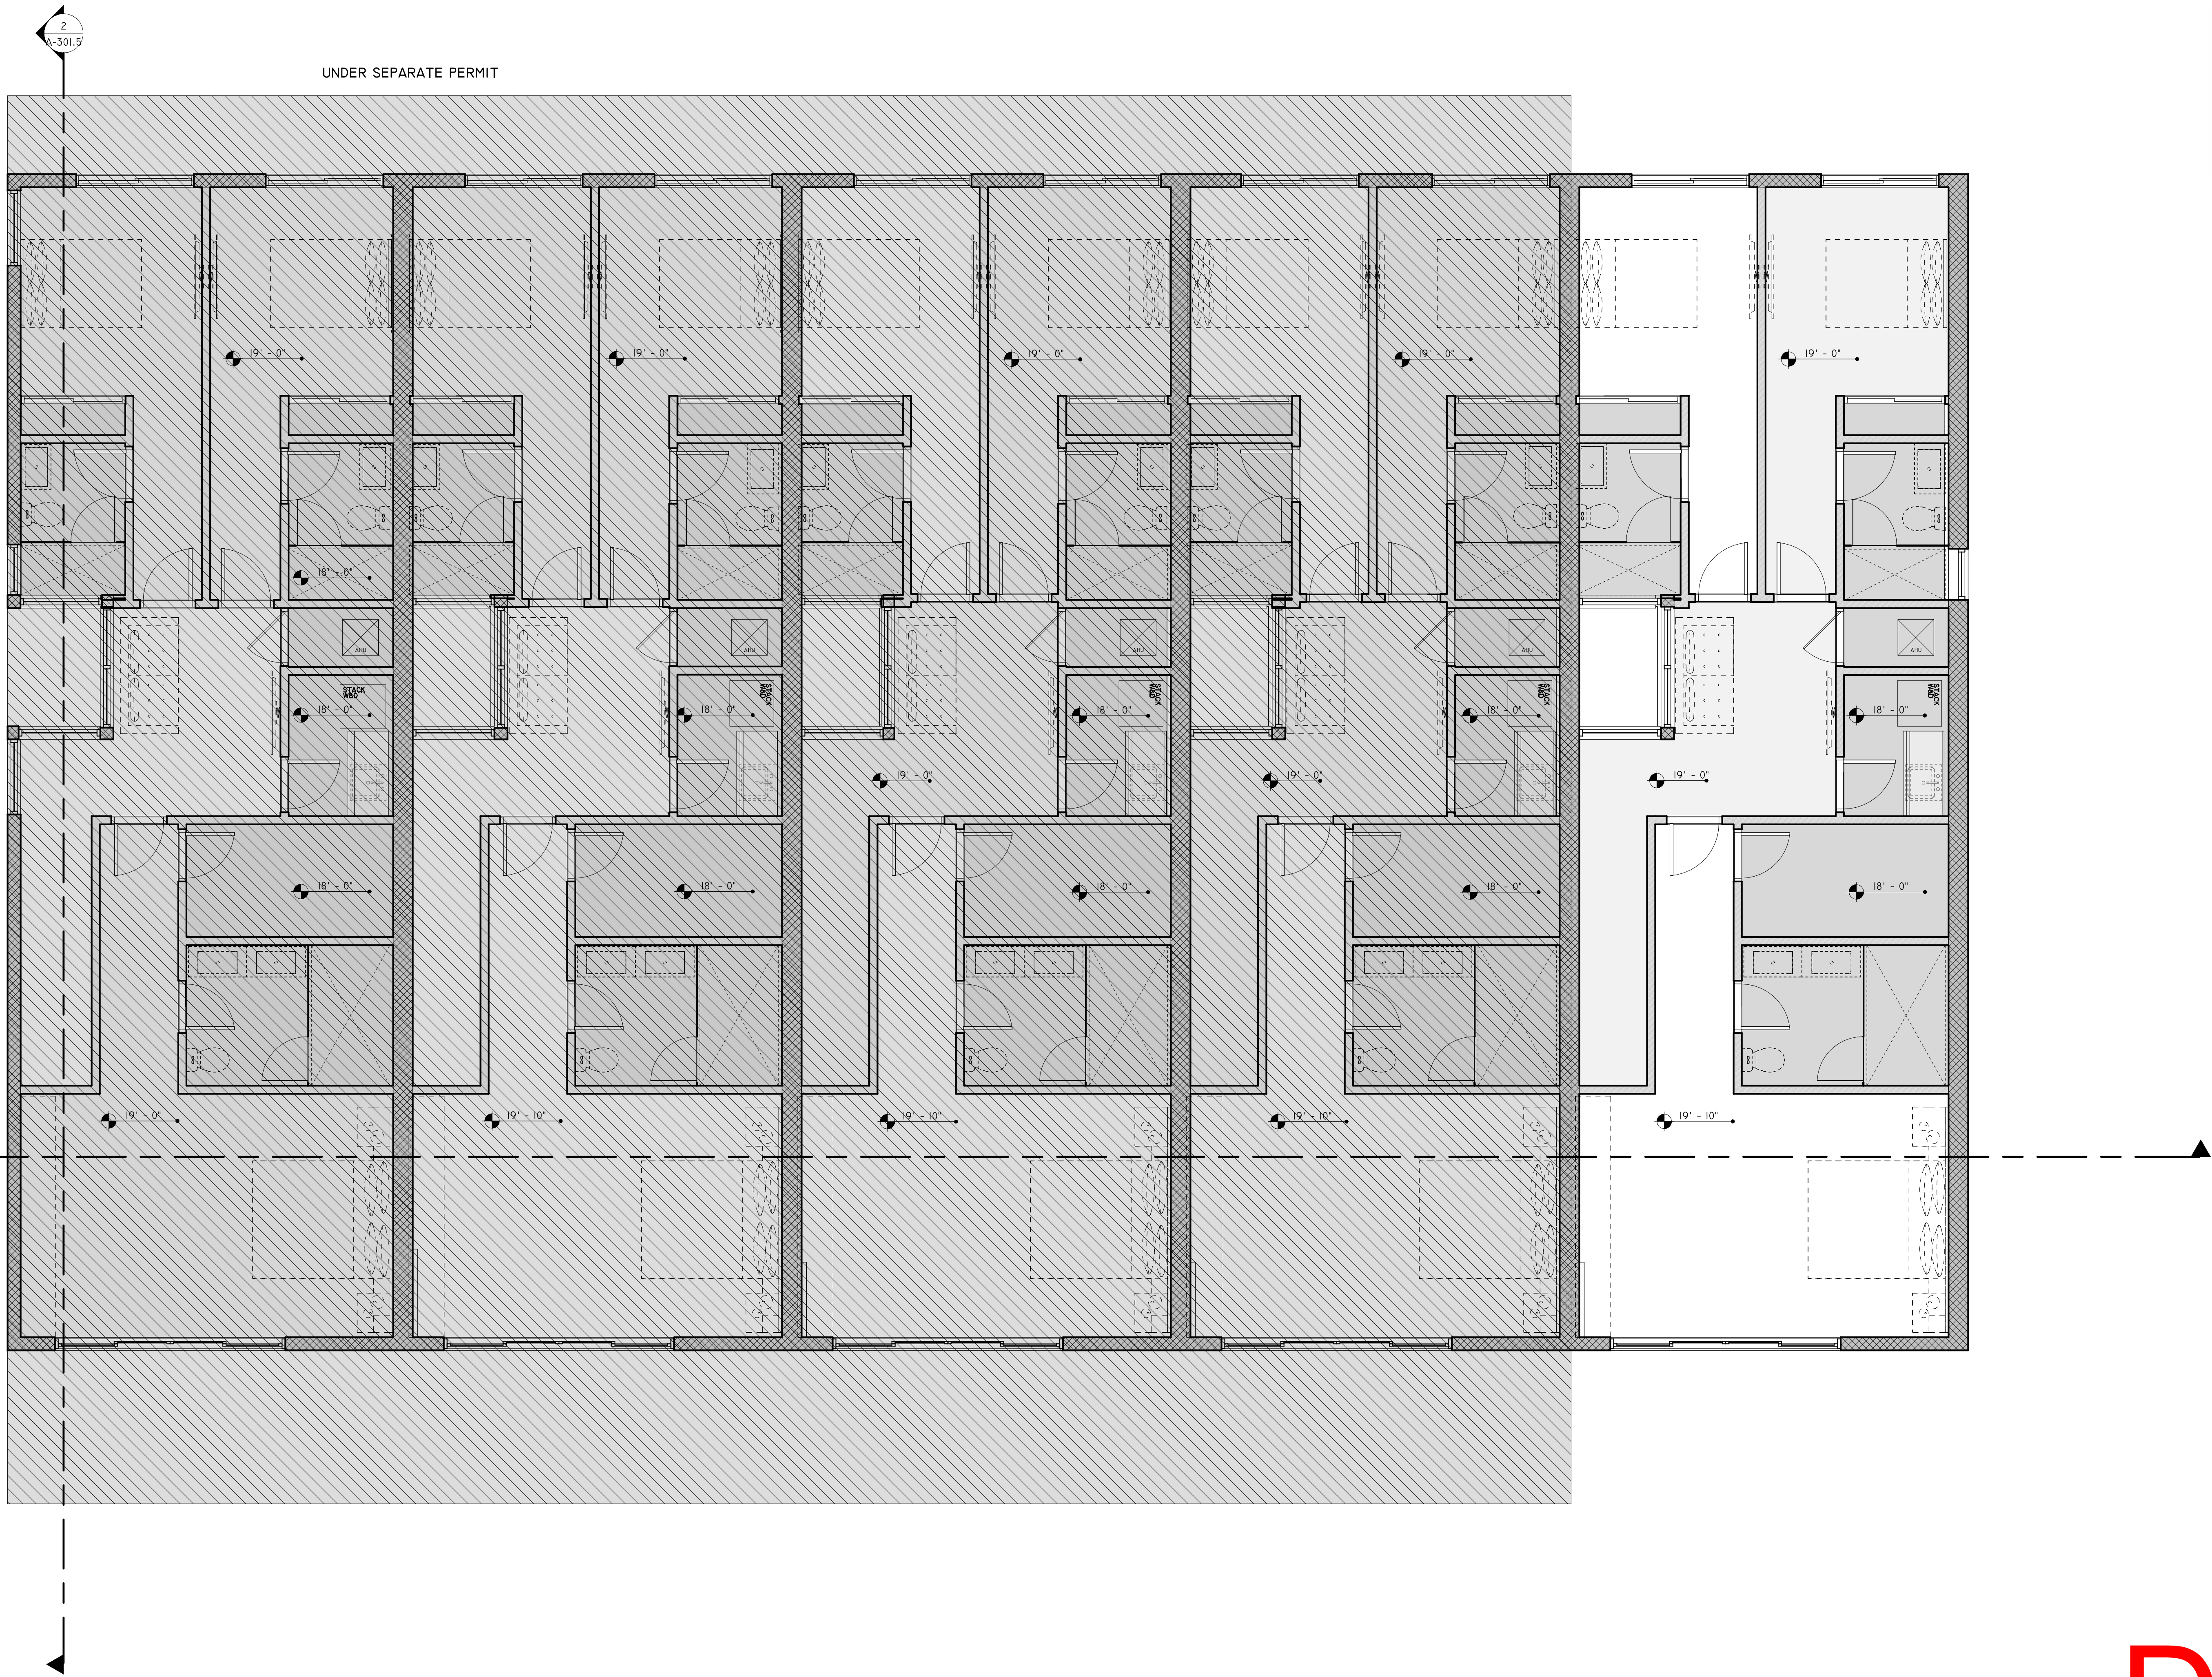 2
A-301.5
UNDER SEPARATE PERMIT
19' - 0"
19' - 0"
19' - 0"
19' - 0"
19' - 0"
18' - 0"
AHU
AHU
AHU
AHU
AHU
STACK
W&D
STACK
W&D
STACK
W&D
STACK
W&D
STACK
W&D
18' - 0"
18' - 0"
18' - 0"
18' - 0"
18' - 0"
19' - 0"
19' - 0"
19' - 0"
18' - 0"
18' - 0"
18' - 0"
18' - 0"
18' - 0"
19' - 0"
19' - 10"
19' - 10"
19' - 10"
19' - 10"